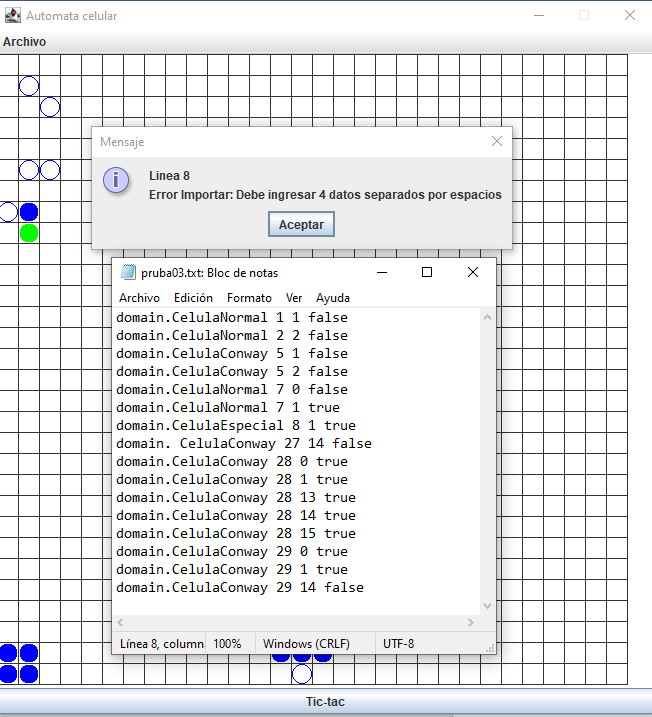 Automata celular
Archivo
Mensaje
Linea 8
Error Importar: Debe ingresar 4 datos separados por espacios
Aceptar
pruba03.txt: Bloc de notas
Archivo Edición Formato Ver Ayuda
domain.CelulaNormal 1 1 false
domain.CelulaNormal 2 2 false
domain.CelulaConway 5 1 false
domain.CelulaConway 5 2 false
domain.CelulaNormal 7 0 false
domain.CelulaNormal 7 1 true
domain.CelulaEspecial 8 1 true
domain. CelulaConway 27 14 false
domain.CelulaConway 28 0 true
domain.CelulaConway 28 1 true
domain.CelulaConway 28 13 true
domain.CelulaConway 28 14 true
domain.CelulaConway 28 15 true
domain.CelulaConway 29 0 true
domain.CelulaConway 29 1 true
domain.CelulaConway 29 14 false
Línea 8, column 100% Windows (CRLF) UTF-8
Tic-tac